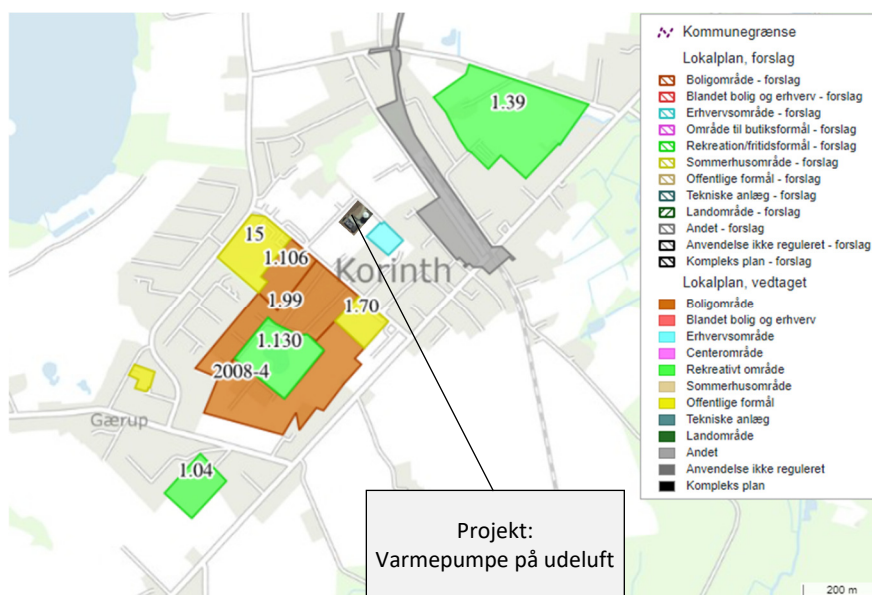 1.39
15
1.106
Korinth
1.99
1.70
1.130
2008-4
Gærup
1.04
Projekt:
Varmepumpe på udeluft
200 m
Kommunegrænse
Lokalplan, forslag
Boligområde - forslag
Blandet bolig og erhverv - forslag
Erhvervsområde - forslag
Område til butiksformål - forslag
Rekreation/fritidsformål - forslag
Sommerhusområde - forslag
Offentlige formål - forslag
Tekniske anlæg - forslag
Landområde - forslag
Andet - forslag
Anvendelse ikke reguleret - forslag
Kompleks plan - forslag
Lokalplan, vedtaget
Boligområde
Blandet bolig og erhverv
Erhvervsområde
Centerområde
Rekreativt område
Sommerhusområde
Offentlige formål
Tekniske anlæg
Landområde
Andet
Anvendelse ikke reguleret
Kompleks plan